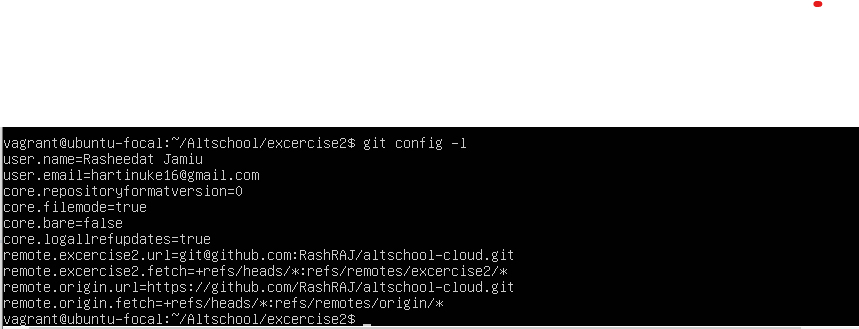 vagrant@ubuntu-focal:~/Altschool/excercise2$ git config -l
user.name=Rasheedat Jamiu
user.email=hartinuke16@gmail.com
core.repositoryformatversion=0
core.filemode=true
core.bare=false
core.logallrefupdates=true
remote.excercise2.url=git@github.com:RashRAJ/altschool-cloud.git
remote.excercise2.fetch=+refs/heads/*:refs/remotes/excercise2/*
remote.origin.url=https://github.com/RashRAJ/altschool-cloud.git
remote.origin.fetch=+refs/heads/*:refs/remotes/origin/*
vagrant@ubuntu-focal:~/Altschool/excercise2$ _